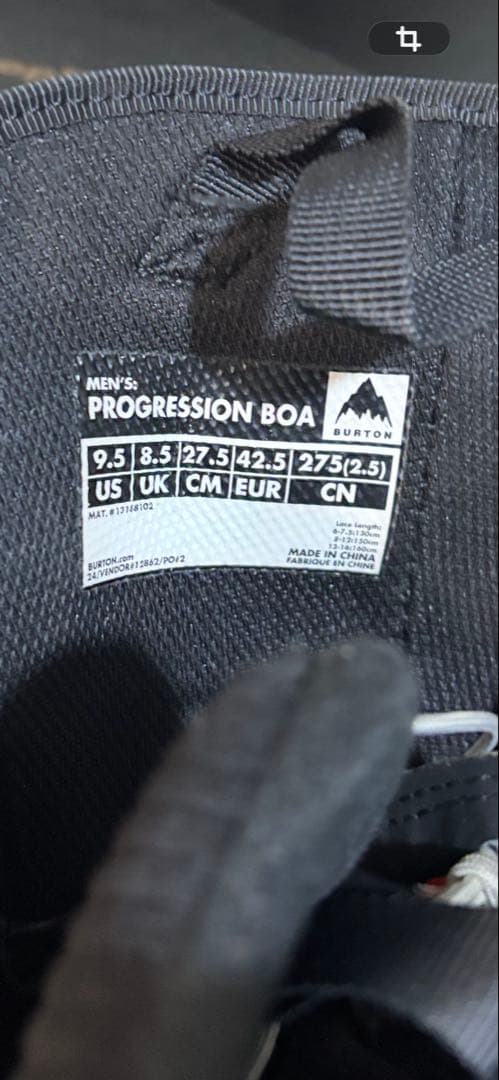 MEN'S:
PROGRESSION BOA
BURTON
9.5 8.5 27.5 42.5 275(2.5)
US UK CM EUR CN
MAT. #13168102
Lace Length:
6-7.5:130cm
8-12:150cm
13-16:160cm
BURTON.com
24/VENDOR#12862/PO#2
MADE IN CHINA
FABRIQUE EN CHINE